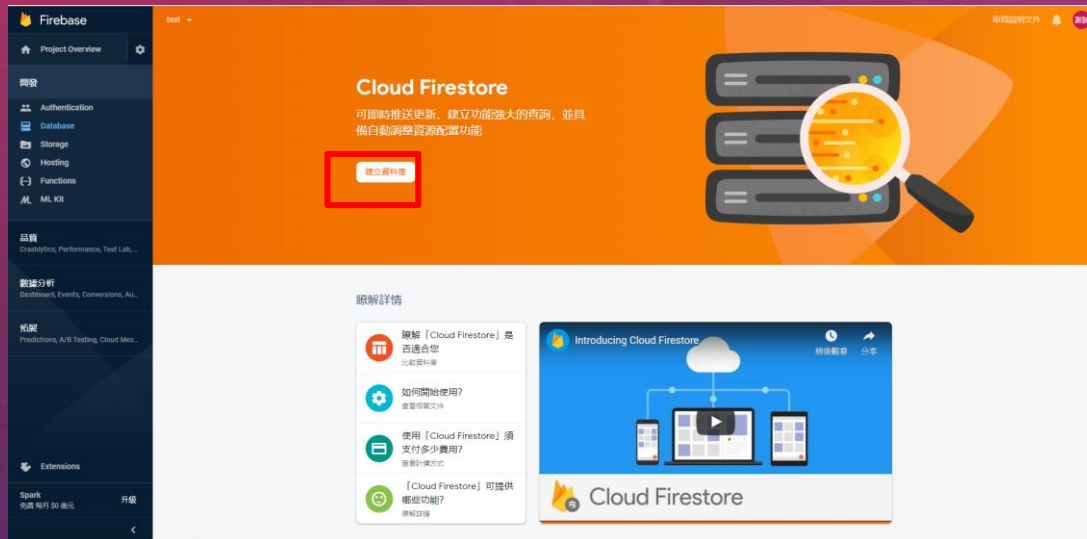 Firebase
Project Overview
開發
Authentication
Database
Storage
Hosting
Functions
ML Kit
品質
Crashlytics, Performance, Test Lab, ...
數據分析
Dashboard, Events, Conversions, Au...
拓展
Predictions, A/B Testing, Cloud Mes...
Extensions
Spark
免費 每月 $0 美元
升級
test
取得說明文件
Cloud Firestore
可即時推送更新、建立功能強大的查詢，並具
備自動調整資源配置功能
建立資料庫
瞭解詳情
瞭解「Cloud Firestore」是
否適合您
比較資料庫
如何開始使用?
查看相關文件
使用「Cloud Firestore」須
支付多少費用?
查看計價方式
「Cloud Firestore」可提供
哪些功能?
瞭解詳情
Introducing Cloud Firestore
稍後觀看
分享
Cloud Firestore